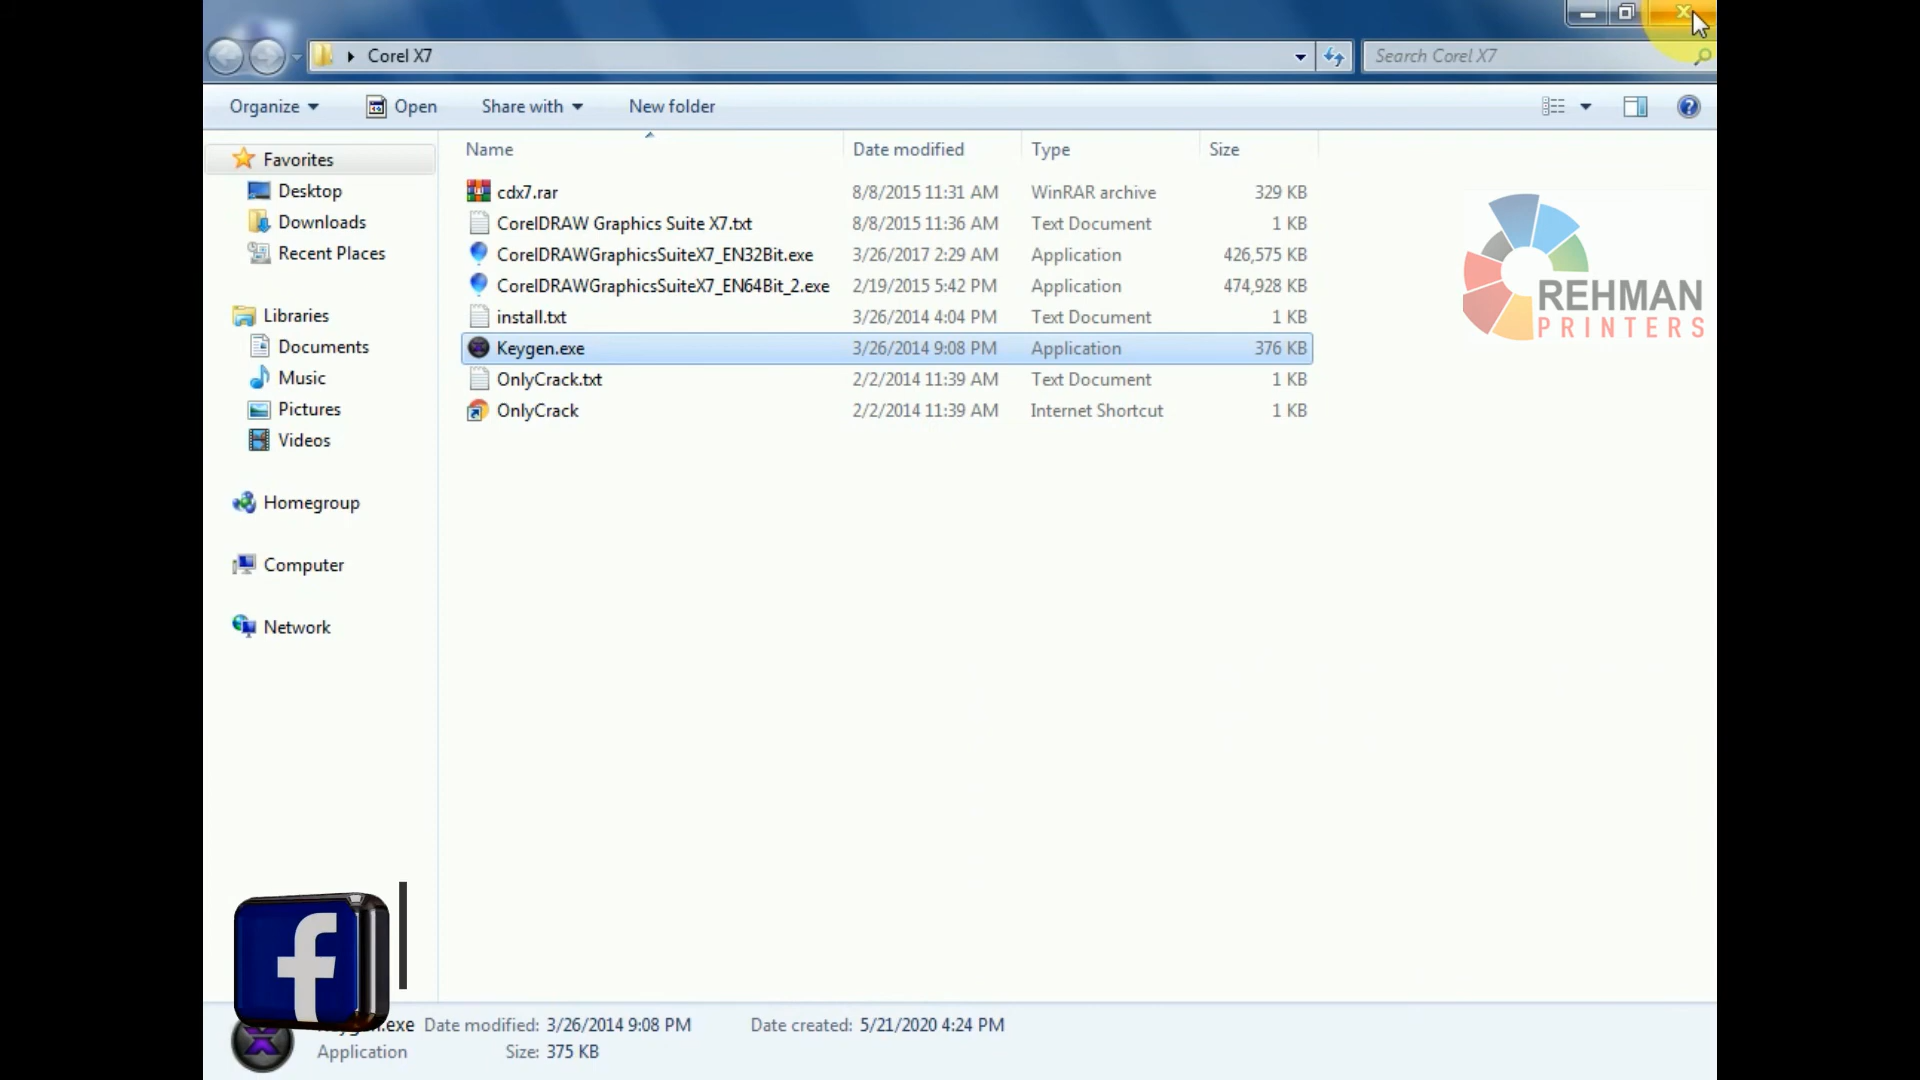 Corel X7
Search Corel X7
Organize
Open
Share with
New folder
Name
Date modified
Type
Size
Favorites
Desktop
Downloads
Recent Places
Libraries
Documents
Music
Pictures
Videos
Homegroup
Computer
Network
cdx7.rar 8/8/2015 11:31 AM WinRAR archive 329 KB
CorelDRAW Graphics Suite X7.txt 8/8/2015 11:36 AM Text Document 1 KB
CorelDRAWGraphicsSuiteX7_EN32Bit.exe 3/26/2017 2:29 AM Application 426,575 KB
CorelDRAWGraphicsSuiteX7_EN64Bit_2.exe 2/19/2015 5:42 PM Application 474,928 KB
install.txt 3/26/2014 4:04 PM Text Document 1 KB
Keygen.exe 3/26/2014 9:08 PM Application 376 KB
OnlyCrack.txt 2/2/2014 11:39 AM Text Document 1 KB
OnlyCrack 2/2/2014 11:39 AM Internet Shortcut 1 KB
REHMAN
PRINTERS
f
.exe Date modified: 3/26/2014 9:08 PM Date created: 5/21/2020 4:24 PM
Application Size: 375 KB